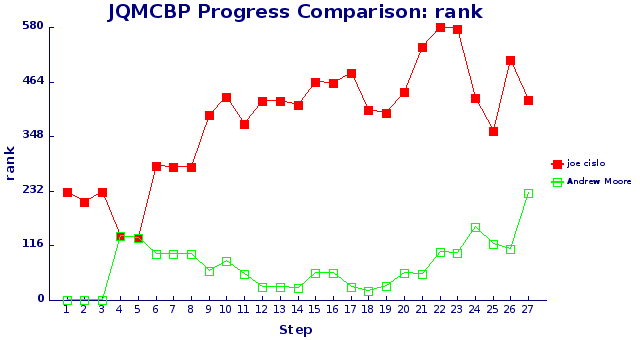 JQMCBP Progress Comparison: rank
580
464
348
232
116
0
rank
1 2 3 4 5 6 7 8 9 10 11 12 13 14 15 16 17 18 19 20 21 22 23 24 25 26 27
Step
joe cislo
Andrew Moore